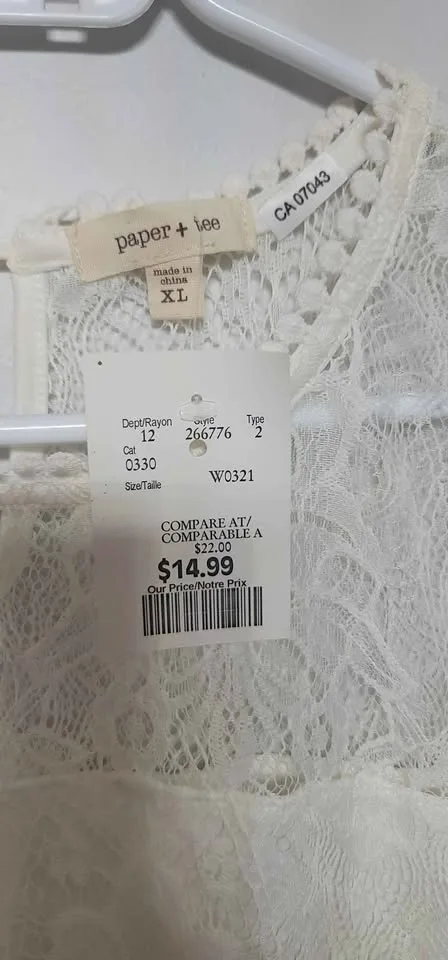 paper + tee
CA 07043
made in
china
XL
Dept/Rayon Style Type
12 266776 2
Cat
0330
Size/Taille W0321
COMPARE AT/
COMPARABLE A
$22.00
$14.99
Our Price/Notre Prix